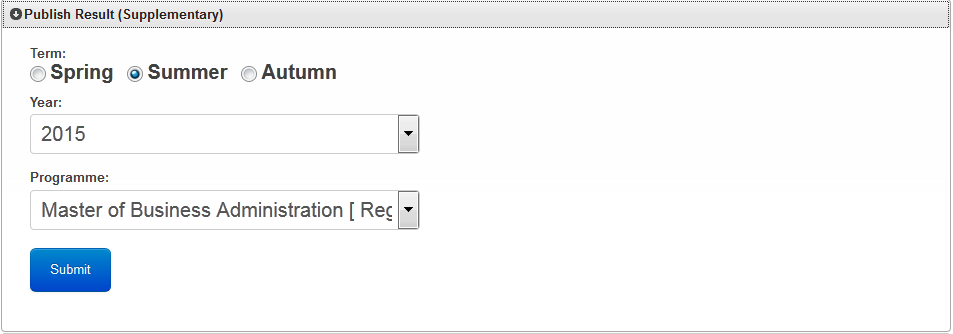 Publish Result (Supplementary)
Term:
Spring Summer Autumn
Year:
2015
Programme:
Master of Business Administration [ Reg
Submit